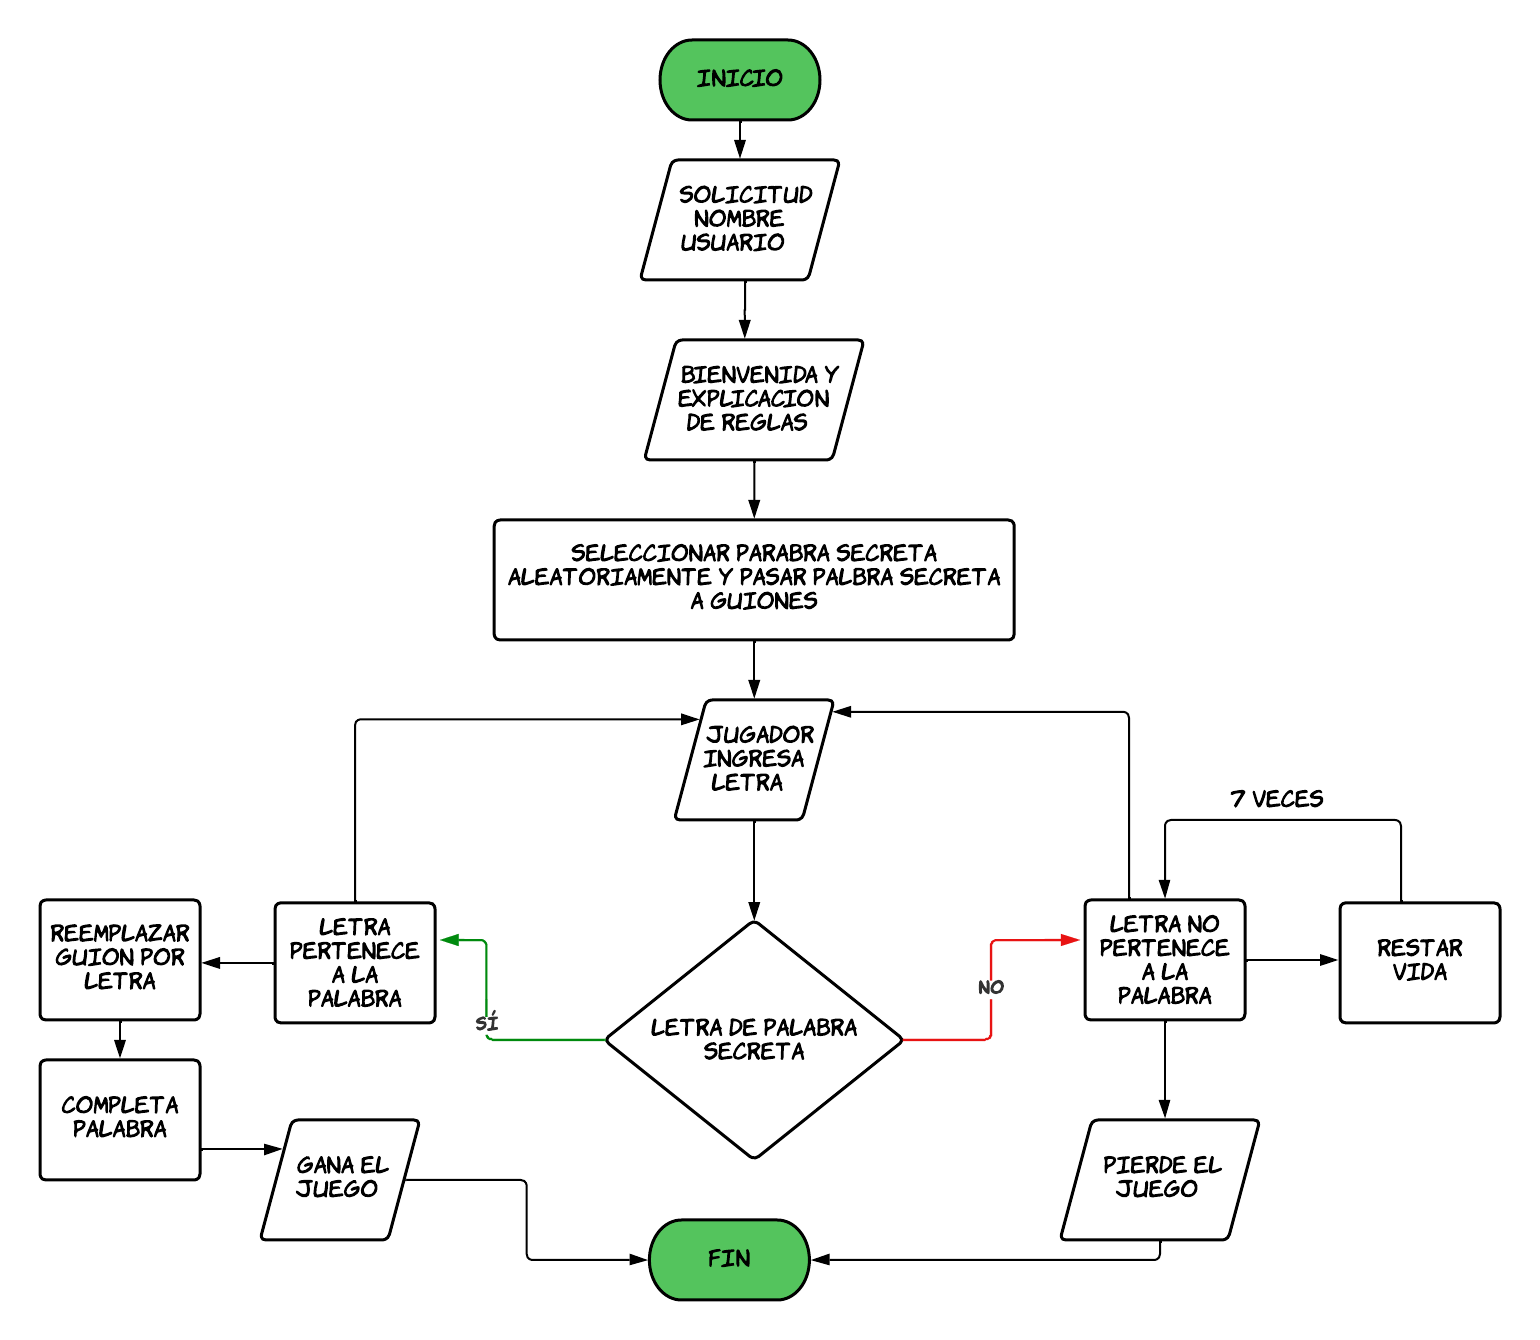 INICIO
SOLICITUD
NOMBRE
USUARIO
BIENVENIDA Y
EXPLICACION
DE REGLAS
SELECCIONAR PARABRA SECRETA
ALEATORIAMENTE Y PASAR PALBRA SECRETA
A GUIONES
JUGADOR
INGRESA
LETRA
7 VECES
REEMPLAZAR
GUION POR
LETRA
LETRA
PERTENECE
A LA
PALABRA
LETRA NO
PERTENECE
A LA
PALABRA
RESTAR
VIDA
NO
SÍ
LETRA DE PALABRA
SECRETA
COMPLETA
PALABRA
GANA EL
JUEGO
PIERDE EL
JUEGO
FIN